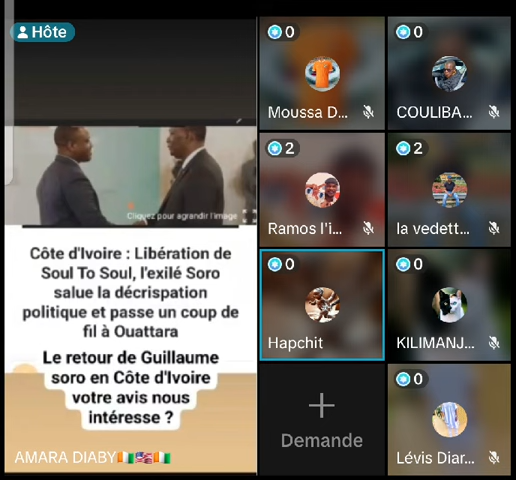 Hôte
Cliquez pour agrandir l'image
Côte d'Ivoire : Libération de
Soul To Soul, l'exilé Soro
salue la décrispation
politique et passe un coup de
fil à Ouattara
Le retour de Guillaume
soro en Côte d'Ivoire
votre avis nous
intéresse ?
AMARA DIABY🇨🇮🇺🇸🇨🇮
0
Moussa D...
0
COULIBA...
2
Ramos l'i...
2
la vedett...
0
Hapchit
0
KILIMANJ...
+
Demande
0
Lévis Diar...